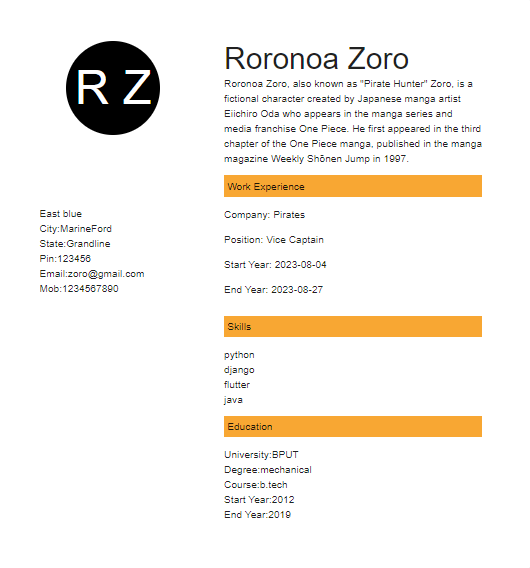 R Z
East blue
City:MarineFord
State:Grandline
Pin:123456
Email:zoro@gmail.com
Mob:1234567890
Roronoa Zoro
Roronoa Zoro, also known as "Pirate Hunter" Zoro, is a
fictional character created by Japanese manga artist
Eiichiro Oda who appears in the manga series and
media franchise One Piece. He first appeared in the third
chapter of the One Piece manga, published in the manga
magazine Weekly Shōnen Jump in 1997.
Work Experience
Company: Pirates
Position: Vice Captain
Start Year: 2023-08-04
End Year: 2023-08-27
Skills
python
django
flutter
java
Education
University:BPUT
Degree:mechanical
Course:b.tech
Start Year:2012
End Year:2019